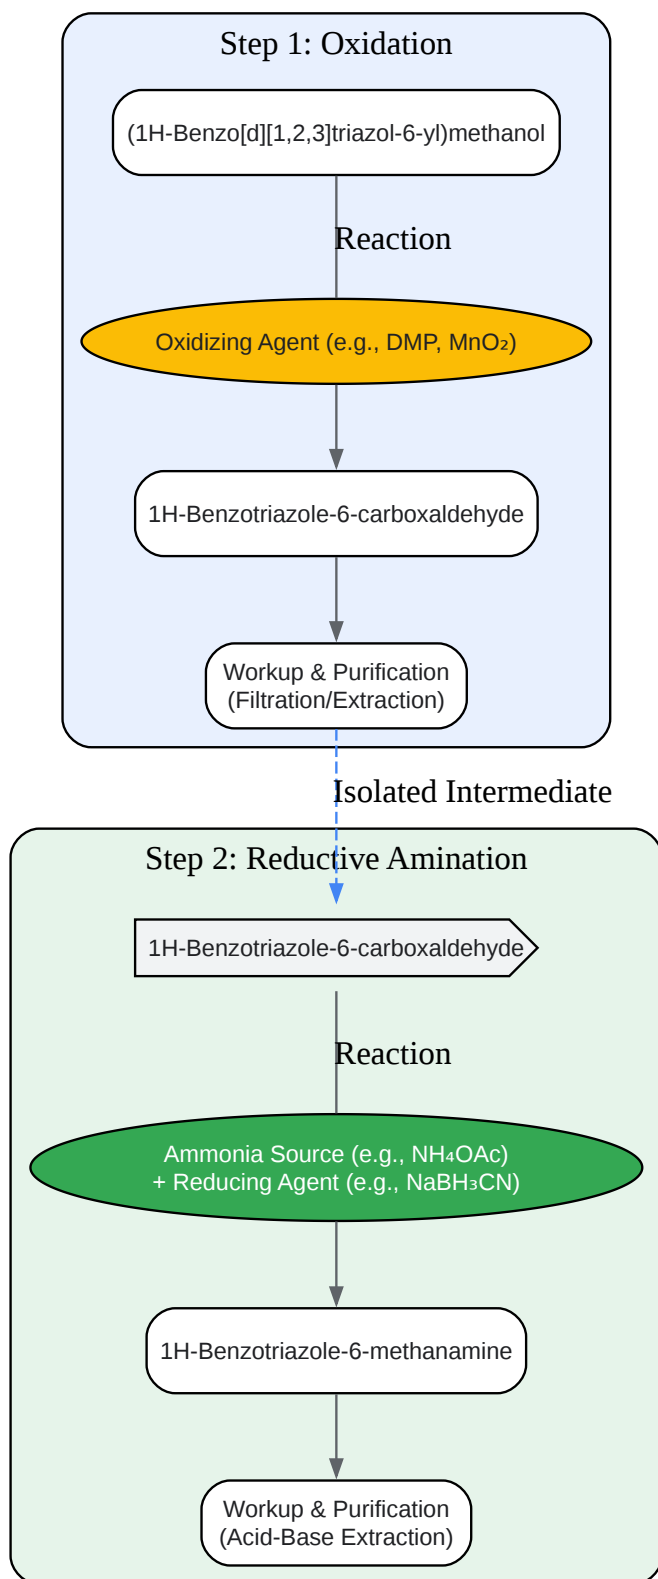 Step 1: Oxidation
(1H-Benzo[d][1,2,3]triazol-6-yl)methanol
Reaction
Oxidizing Agent (e.g., DMP, MnO₂)
1H-Benzotriazole-6-carboxaldehyde
Workup & Purification
(Filtration/Extraction)
Isolated Intermediate
Step 2: Reductive Amination
1H-Benzotriazole-6-carboxaldehyde
Reaction
Ammonia Source (e.g., NH₄OAc)
+ Reducing Agent (e.g., NaBH₃CN)
1H-Benzotriazole-6-methanamine
Workup & Purification
(Acid-Base Extraction)